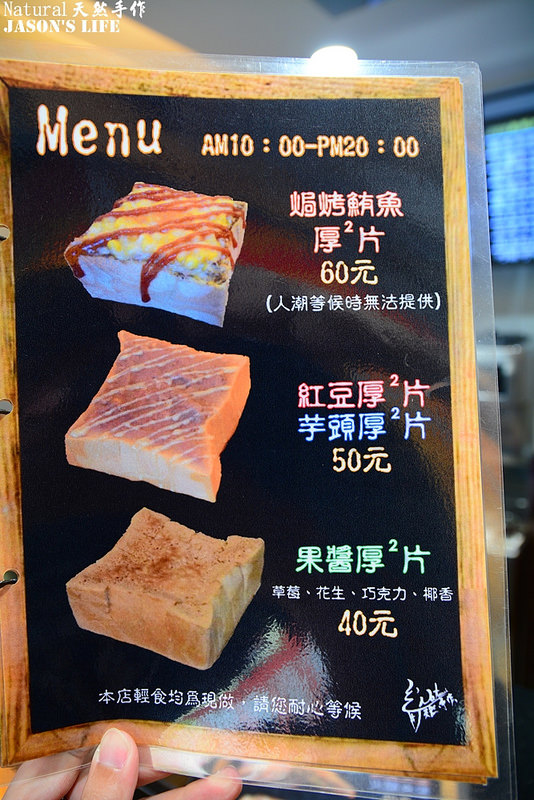 Natural 天然手作
JASON'S LIFE
Menu
AM10：00-PM20：00
焗烤鮪魚
厚²片
60元
(人潮等候時無法提供)
紅豆厚²片
芋頭厚²片
50元
果醬厚²片
草莓、花生、巧克力、椰香
40元
本店輕食均為現做，請您耐心等候